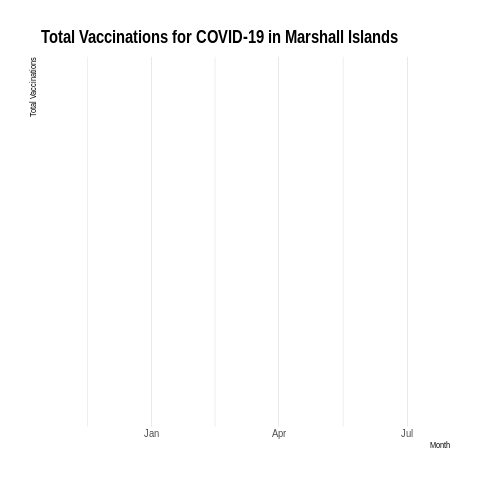 Total Vaccinations for COVID-19 in Marshall Islands
Total Vaccinations
Jan Apr Jul
Month